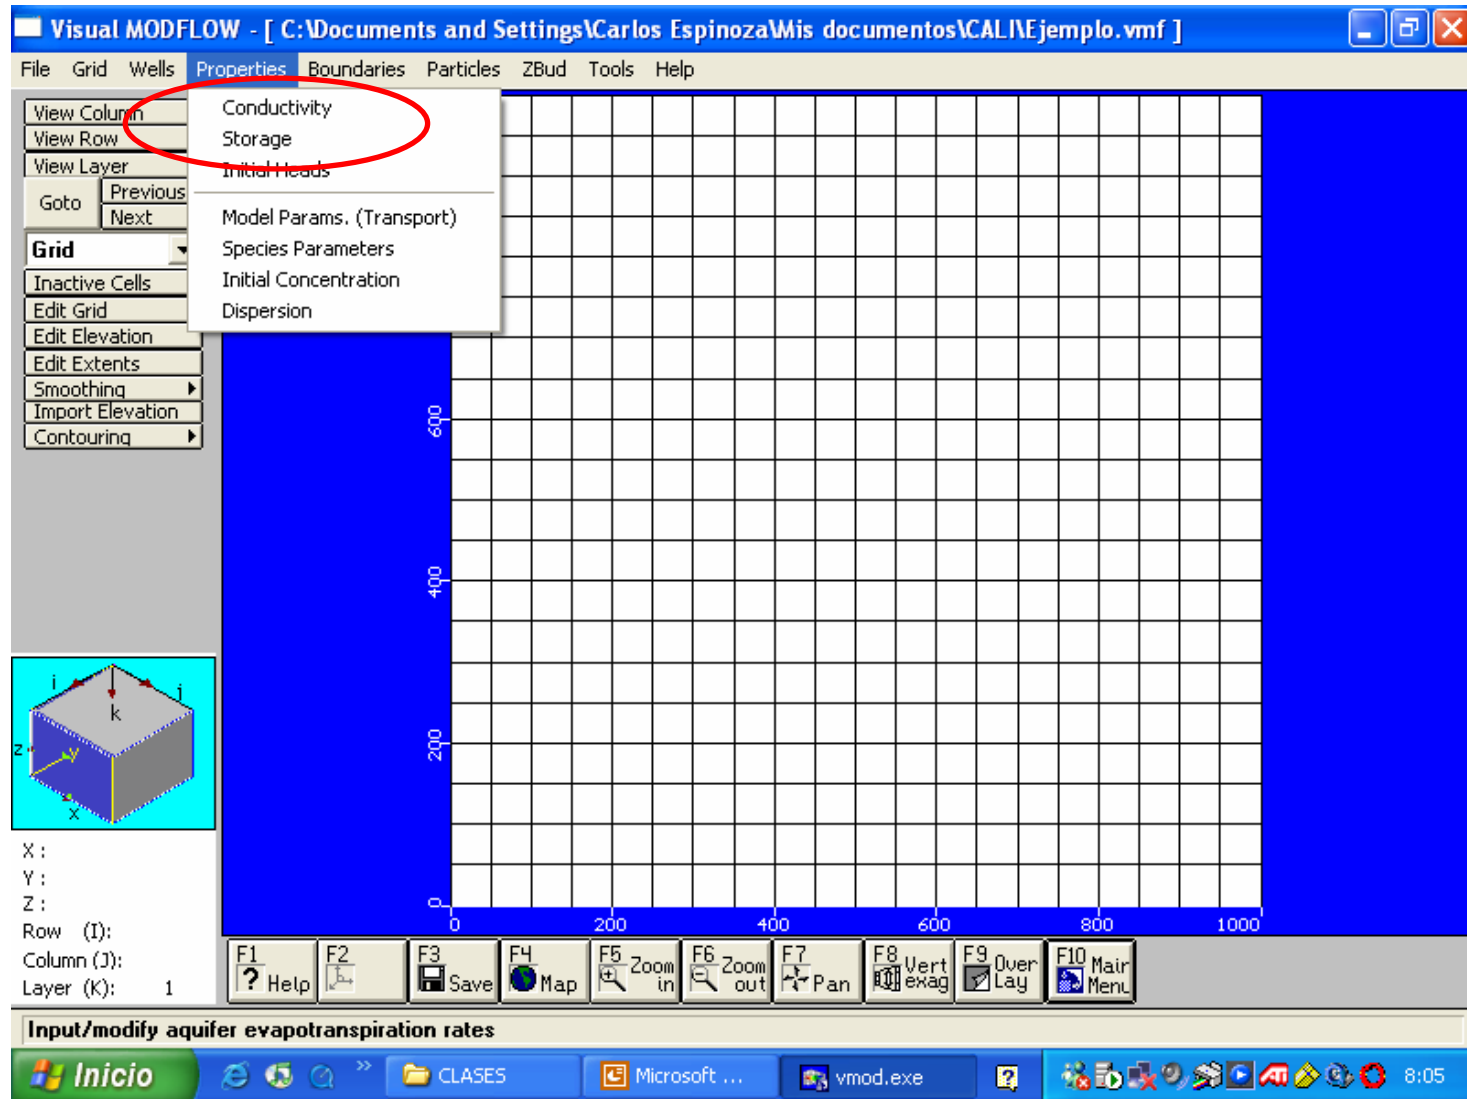 Visual MODFLOW - [ C:\Documents and Settings\Carlos Espinoza\Mis documentos\CALI\Ejemplo.vmf ]
File Grid Wells Properties Boundaries Particles ZBud Tools Help
View Column
View Row
View Layer
Goto
Previous
Next
Grid
Inactive Cells
Edit Grid
Edit Elevation
Edit Extents
Smoothing
Import Elevation
Contouring
Conductivity
Storage
Initial Heads
Model Params. (Transport)
Species Parameters
Initial Concentration
Dispersion
600
400
200
0
0 200 400 600 800 1000
i j
k
z y
x
X :
Y :
Z :
Row (I):
Column (J):
Layer (K): 1
F1 ? Help
F2
F3 Save
F4 Map
F5 Zoom in
F6 Zoom out
F7 Pan
F8 Vert exag
F9 Over Lay
F10 Main Menu
Input/modify aquifer evapotranspiration rates
Inicio » CLASES Microsoft ... vmod.exe ? ATI 8:05